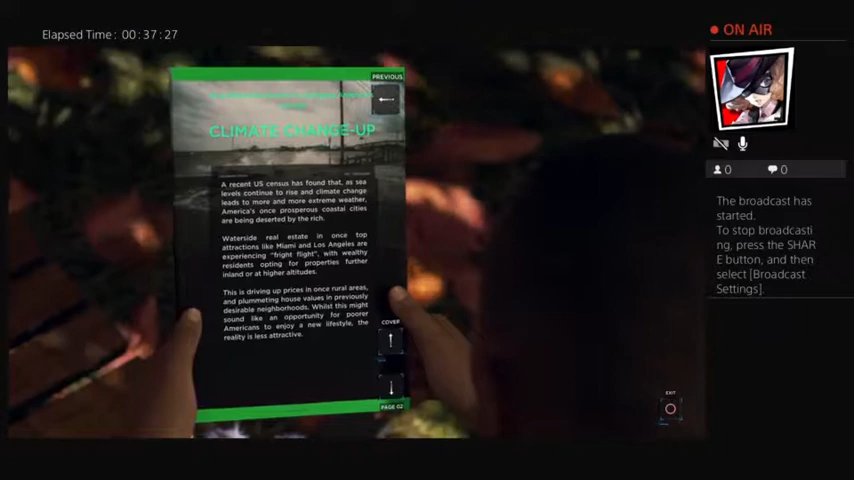 Elapsed Time : 00:37:27
ON AIR
PREVIOUS
CLIMATE CHANGE-UP
A recent US census has found that, as sea
levels continue to rise and climate change
leads to more and more extreme weather,
America's once prosperous coastal cities
are being deserted by the rich.
Waterside real estate in once top
attractions like Miami and Los Angeles are
experiencing "fright flight", with wealthy
residents opting for properties further
inland or at higher altitudes.
This is driving up prices in once rural areas,
and plummeting house values in previously
desirable neighborhoods. Whilst this might
sound like an opportunity for poorer
Americans to enjoy a new lifestyle, the
reality is less attractive.
COVER
PAGE 02
EXIT
0
0
The broadcast has
started.
To stop broadcasti
ng, press the SHAR
E button, and then
select [Broadcast
Settings].